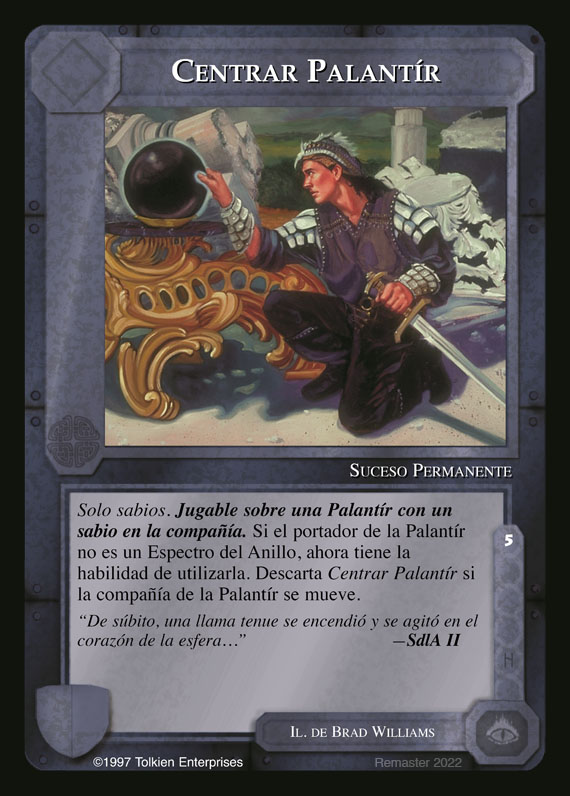 Centrar Palantír
Suceso Permanente
Solo sabios. Jugable sobre una Palantír con un
sabio en la compañía. Si el portador de la Palantír
no es un Espectro del Anillo, ahora tiene la
habilidad de utilizarla. Descarta Centrar Palantír si
la compañía de la Palantír se mueve.
“De súbito, una llama tenue se encendió y se agitó en el
corazón de la esfera…” —SdlA II
5
H
Il. de Brad Williams
©1997 Tolkien Enterprises
Remaster 2022